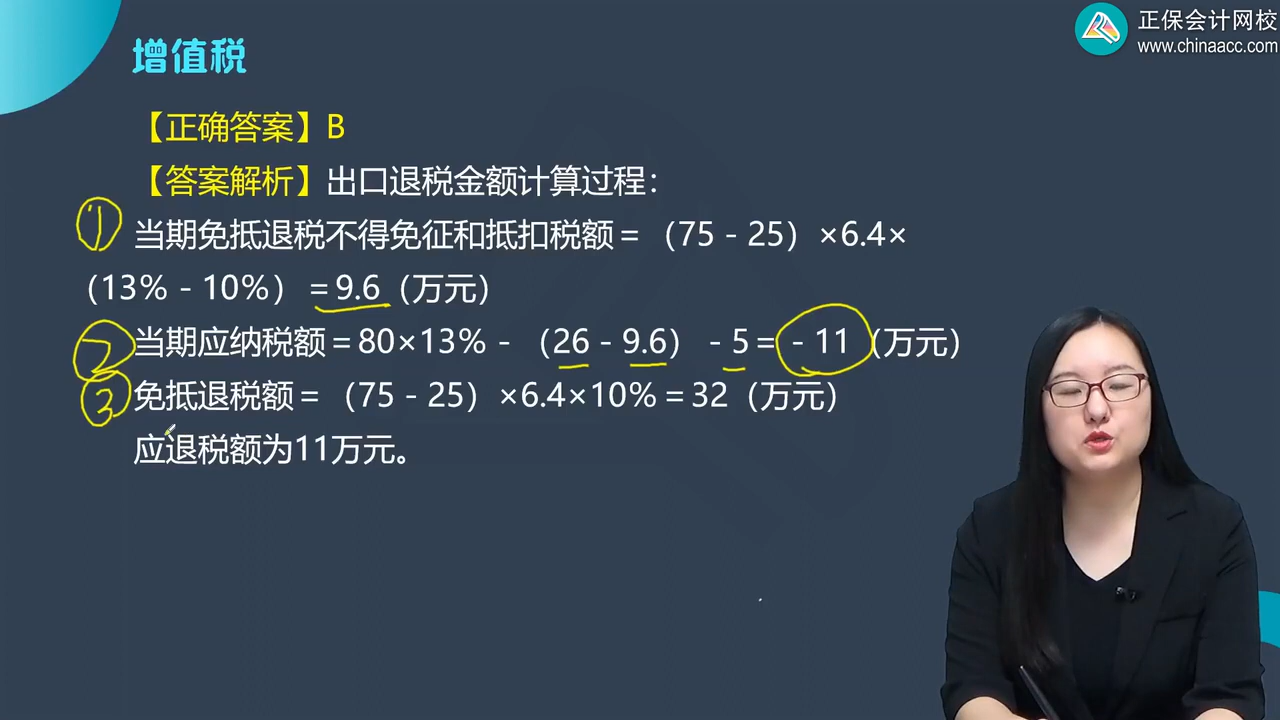 正保会计网校
www.chinaacc.com
增值税
【正确答案】B
【答案解析】出口退税金额计算过程：
① 当期免抵退税不得免征和抵扣税额＝（75－25）×6.4×
（13%－10%）＝9.6（万元）
② 当期应纳税额＝80×13%－（26－9.6）－5＝－11（万元）
③ 免抵退税额＝（75－25）×6.4×10%＝32（万元）
应退税额为11万元。